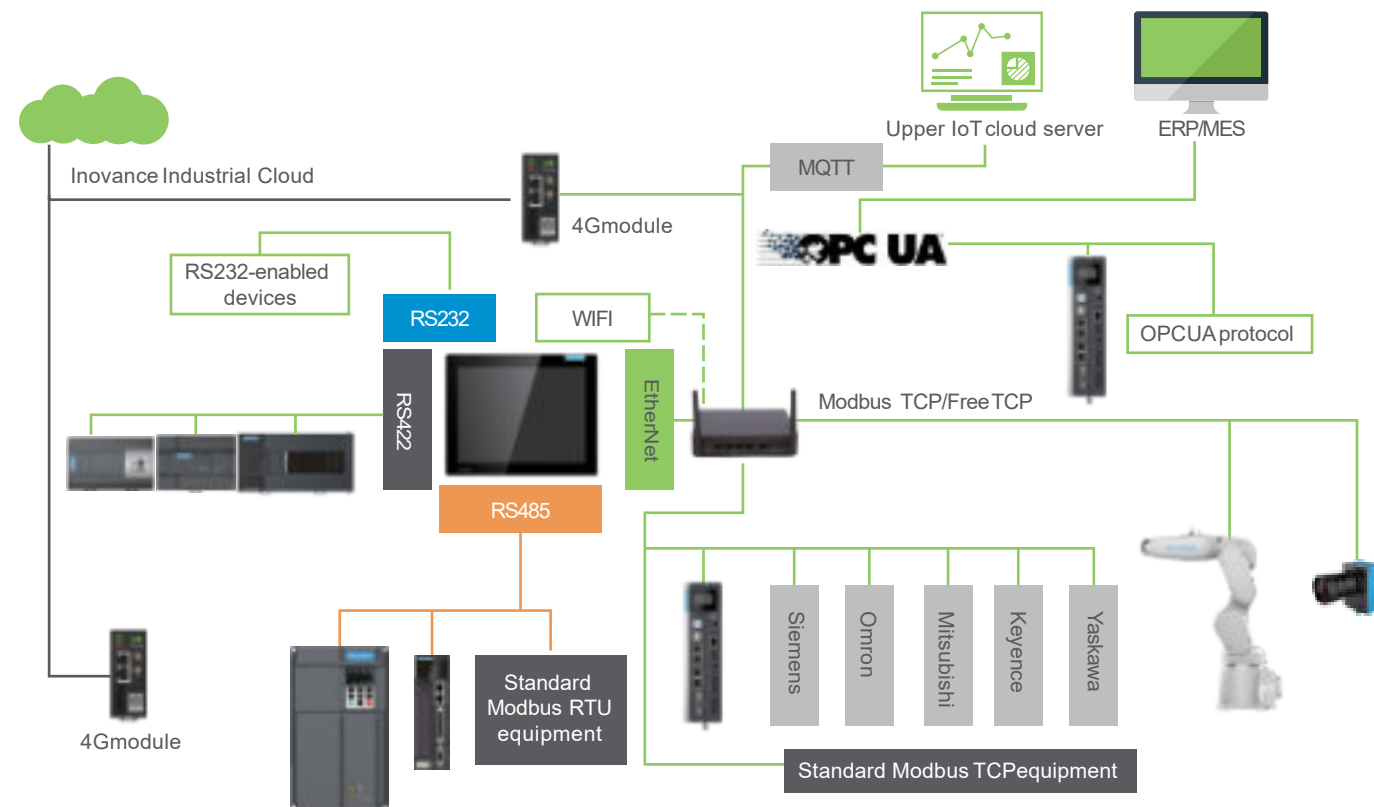 Upper IoT cloud server
ERP/MES
MQTT
Inovance Industrial Cloud
4Gmodule
OPC UA
RS232-enabled
devices
RS232
WIFI
OPCUA protocol
RS422
EtherNet
Modbus TCP/Free TCP
RS485
Siemens
Omron
Mitsubishi
Keyence
Yaskawa
Standard
Modbus RTU
equipment
4Gmodule
Standard Modbus TCPequipment